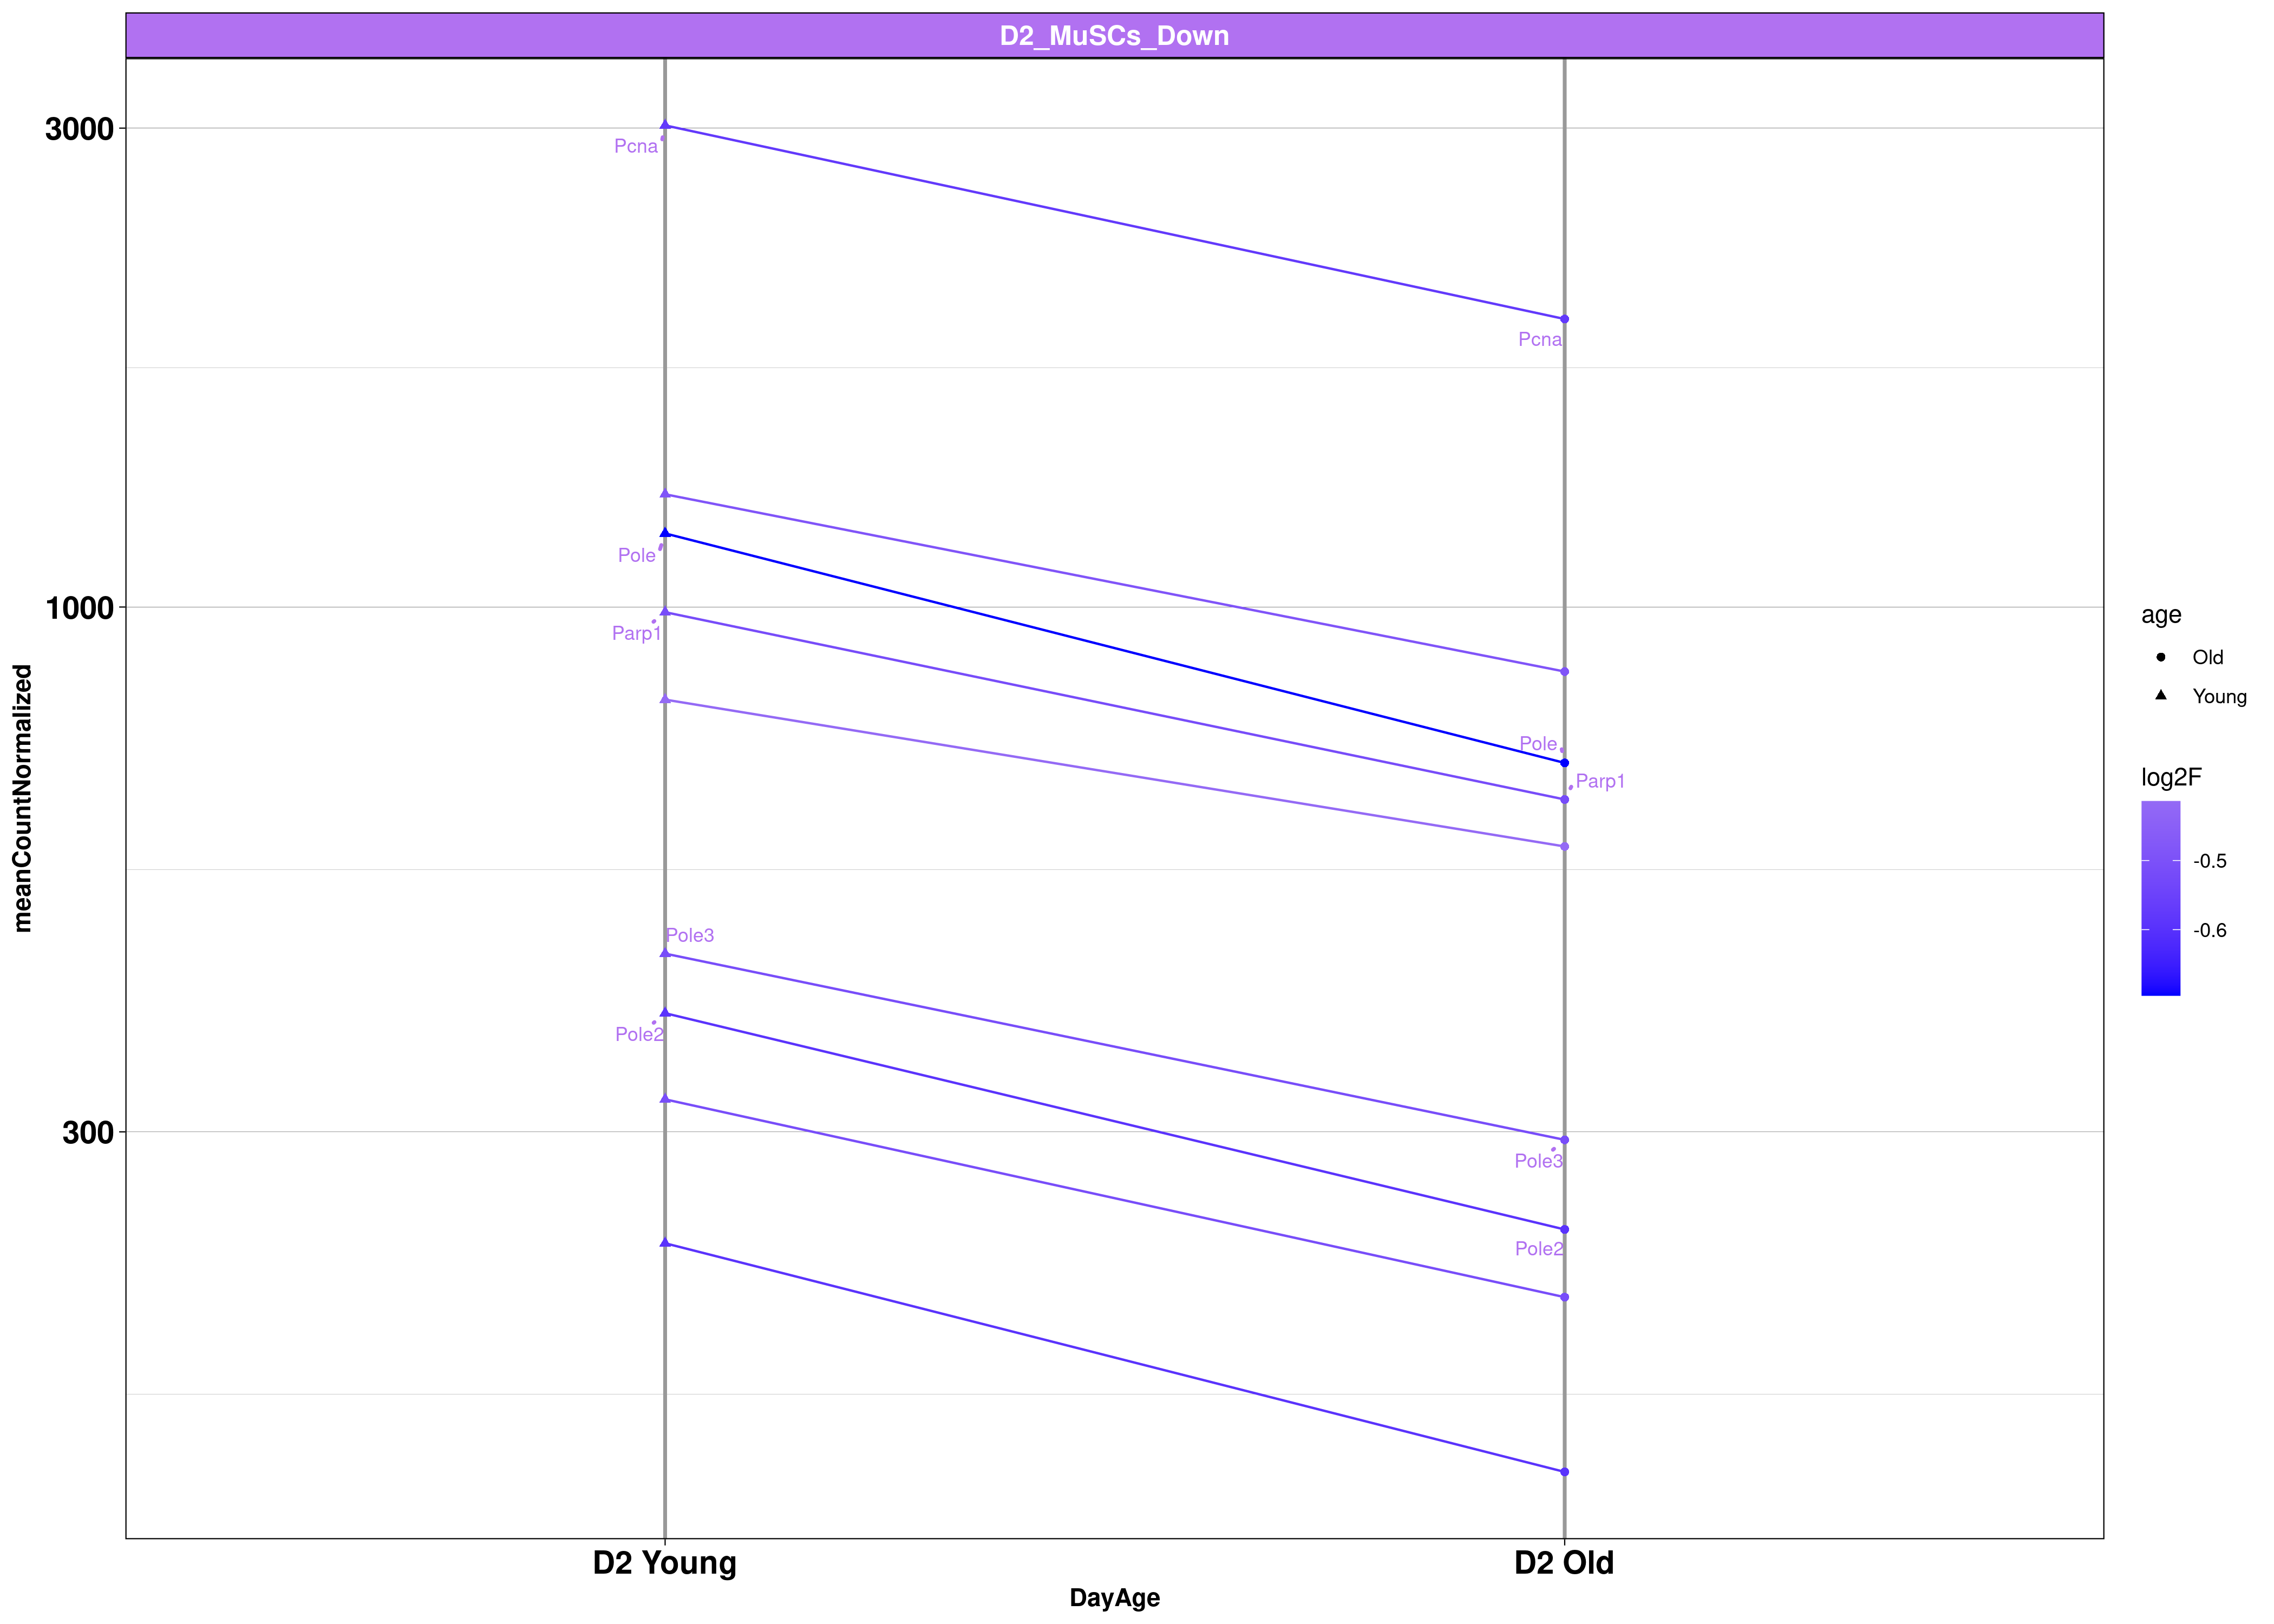 D2_MuSCs_Down
3000
1000
300
meanCountNormalized
Pcna
Pcna
Pole
Parp1
Pole
Parp1
Pole3
Pole2
Pole3
Pole2
D2 Young
D2 Old
DayAge
age
Old
Young
log2F
-0.5
-0.6